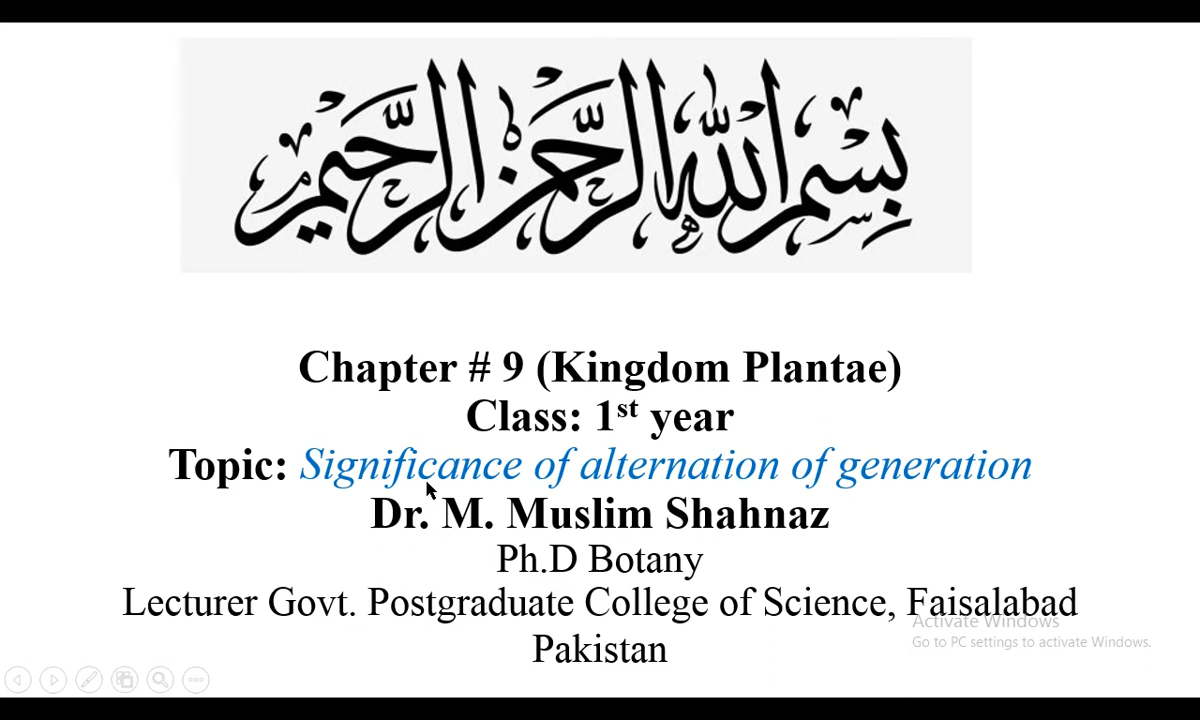 بسم الله الرحمن الرحيم
Chapter # 9 (Kingdom Plantae)
Class: 1st year
Topic: Significance of alternation of generation
Dr. M. Muslim Shahnaz
Ph.D Botany
Lecturer Govt. Postgraduate College of Science, Faisalabad
Pakistan
Activate Windows
Go to PC settings to activate Windows.